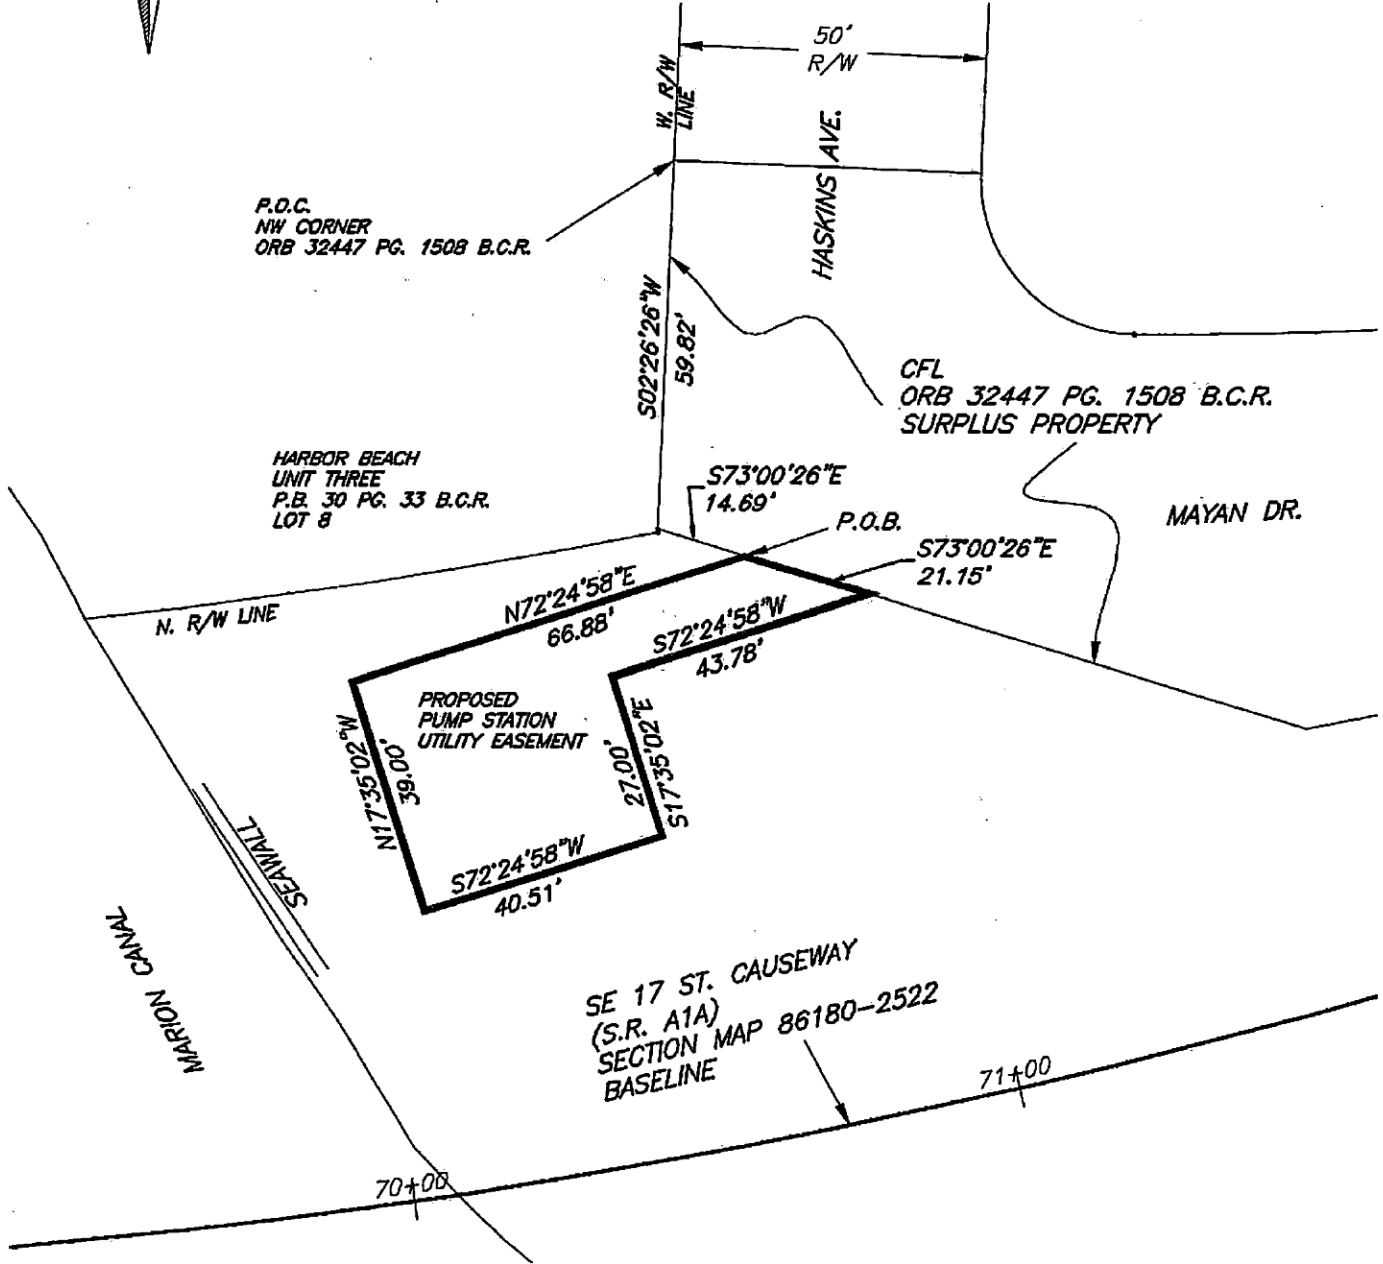 50'
R/W
W. R/W
LINE
HASKINS AVE.
P.O.C.
NW CORNER
ORB 32447 PG. 1508 B.C.R.
S02°26'26"W
59.82'
CFL
ORB 32447 PG. 1508 B.C.R.
SURPLUS PROPERTY
HARBOR BEACH
UNIT THREE
P.B. 30 PG. 33 B.C.R.
LOT 8
S73°00'26"E
14.69'
P.O.B.
MAYAN DR.
S73°00'26"E
21.15'
N. R/W LINE
N72°24'58"E
66.88'
S72°24'58"W
43.78'
PROPOSED
PUMP STATION
UTILITY EASEMENT
N17°35'02"W
39.00'
27.00'
S17°35'02"E
S72°24'58"W
40.51'
SEAWALL
MARION CANAL
SE 17 ST. CAUSEWAY
(S.R. A1A)
SECTION MAP 86180-2522
BASELINE
71+00
70+00